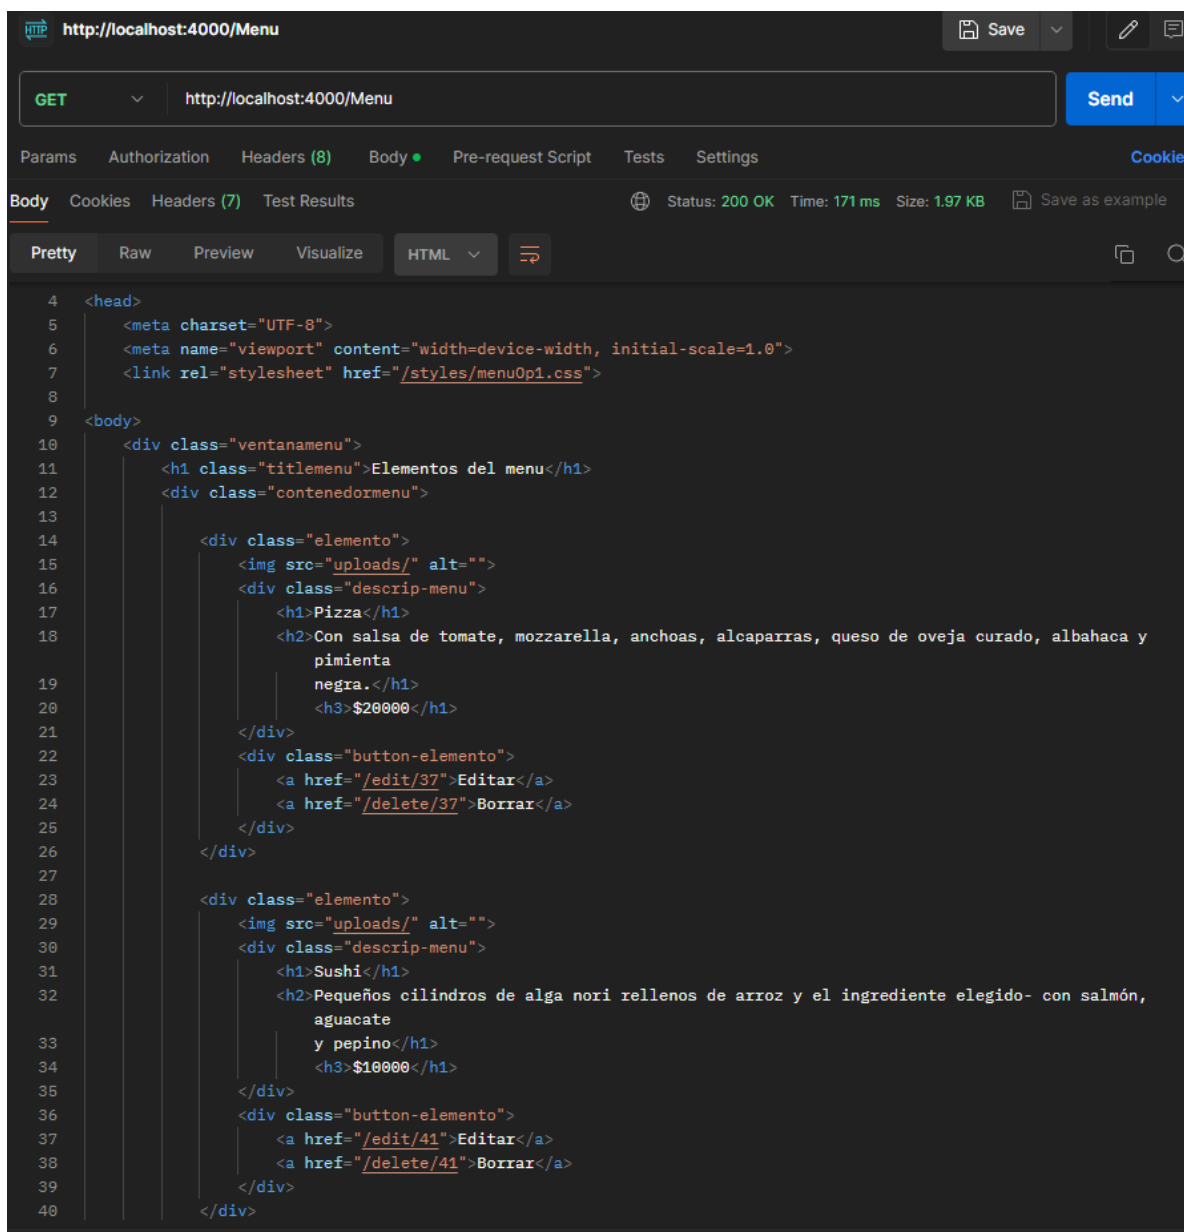 HTTP http://localhost:4000/Menu Save
GET http://localhost:4000/Menu Send
Params Authorization Headers (8) Body Pre-request Script Tests Settings Cookie
Body Cookies Headers (7) Test Results Status: 200 OK Time: 171 ms Size: 1.97 KB Save as example
Pretty Raw Preview Visualize HTML
4 <head>
5 <meta charset="UTF-8">
6 <meta name="viewport" content="width=device-width, initial-scale=1.0">
7 <link rel="stylesheet" href="/styles/menuOp1.css">
8
9 <body>
10 <div class="ventanamenu">
11 <h1 class="titlemenu">Elementos del menu</h1>
12 <div class="contenedormenu">
13
14 <div class="elemento">
15 <img src="uploads/" alt="">
16 <div class="descrip-menu">
17 <h1>Pizza</h1>
18 <h2>Con salsa de tomate, mozzarella, anchoas, alcaparras, queso de oveja curado, albahaca y
pimienta
19 negra.</h1>
20 <h3>$20000</h1>
21 </div>
22 <div class="button-elemento">
23 <a href="/edit/37">Editar</a>
24 <a href="/delete/37">Borrar</a>
25 </div>
26 </div>
27
28 <div class="elemento">
29 <img src="uploads/" alt="">
30 <div class="descrip-menu">
31 <h1>Sushi</h1>
32 <h2>Pequeños cilindros de alga nori rellenos de arroz y el ingrediente elegido- con salmón,
aguacate
33 y pepino</h1>
34 <h3>$10000</h1>
35 </div>
36 <div class="button-elemento">
37 <a href="/edit/41">Editar</a>
38 <a href="/delete/41">Borrar</a>
39 </div>
40 </div>